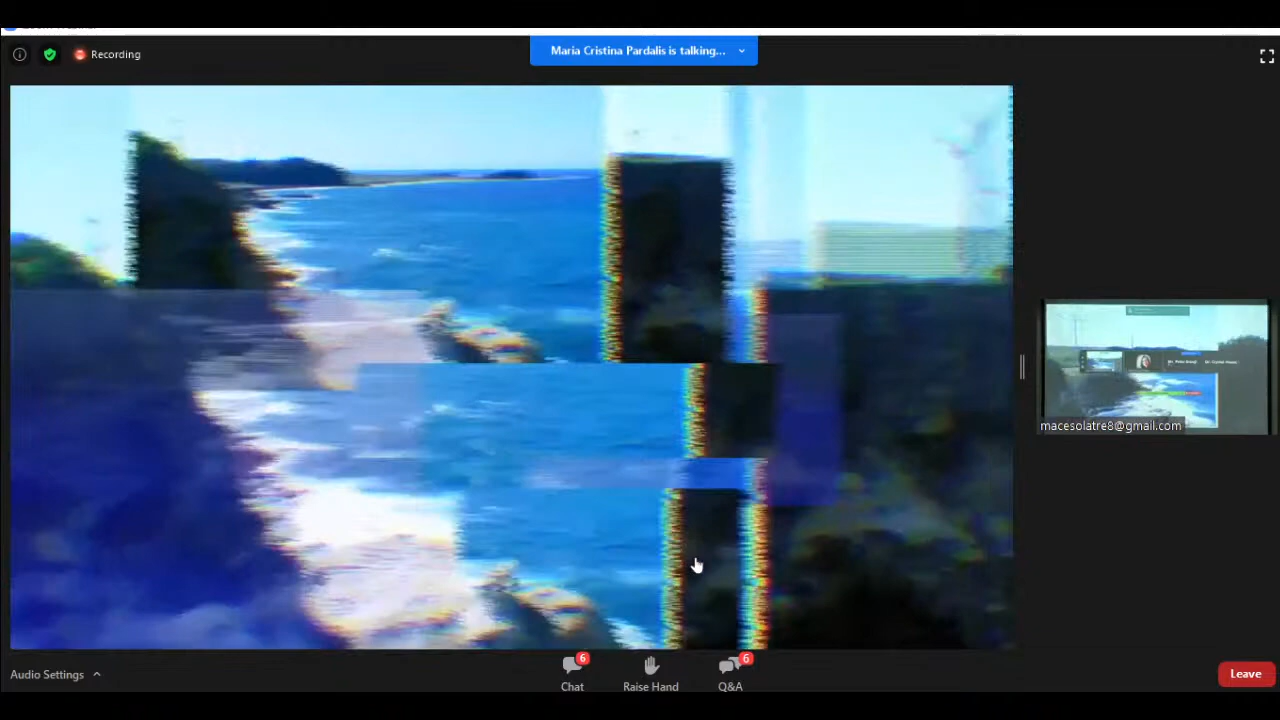 Recording
Maria Cristina Pardalis is talking...
macesolatre8@gmail.com
Audio Settings
6
Chat
Raise Hand
6
Q&A
Leave